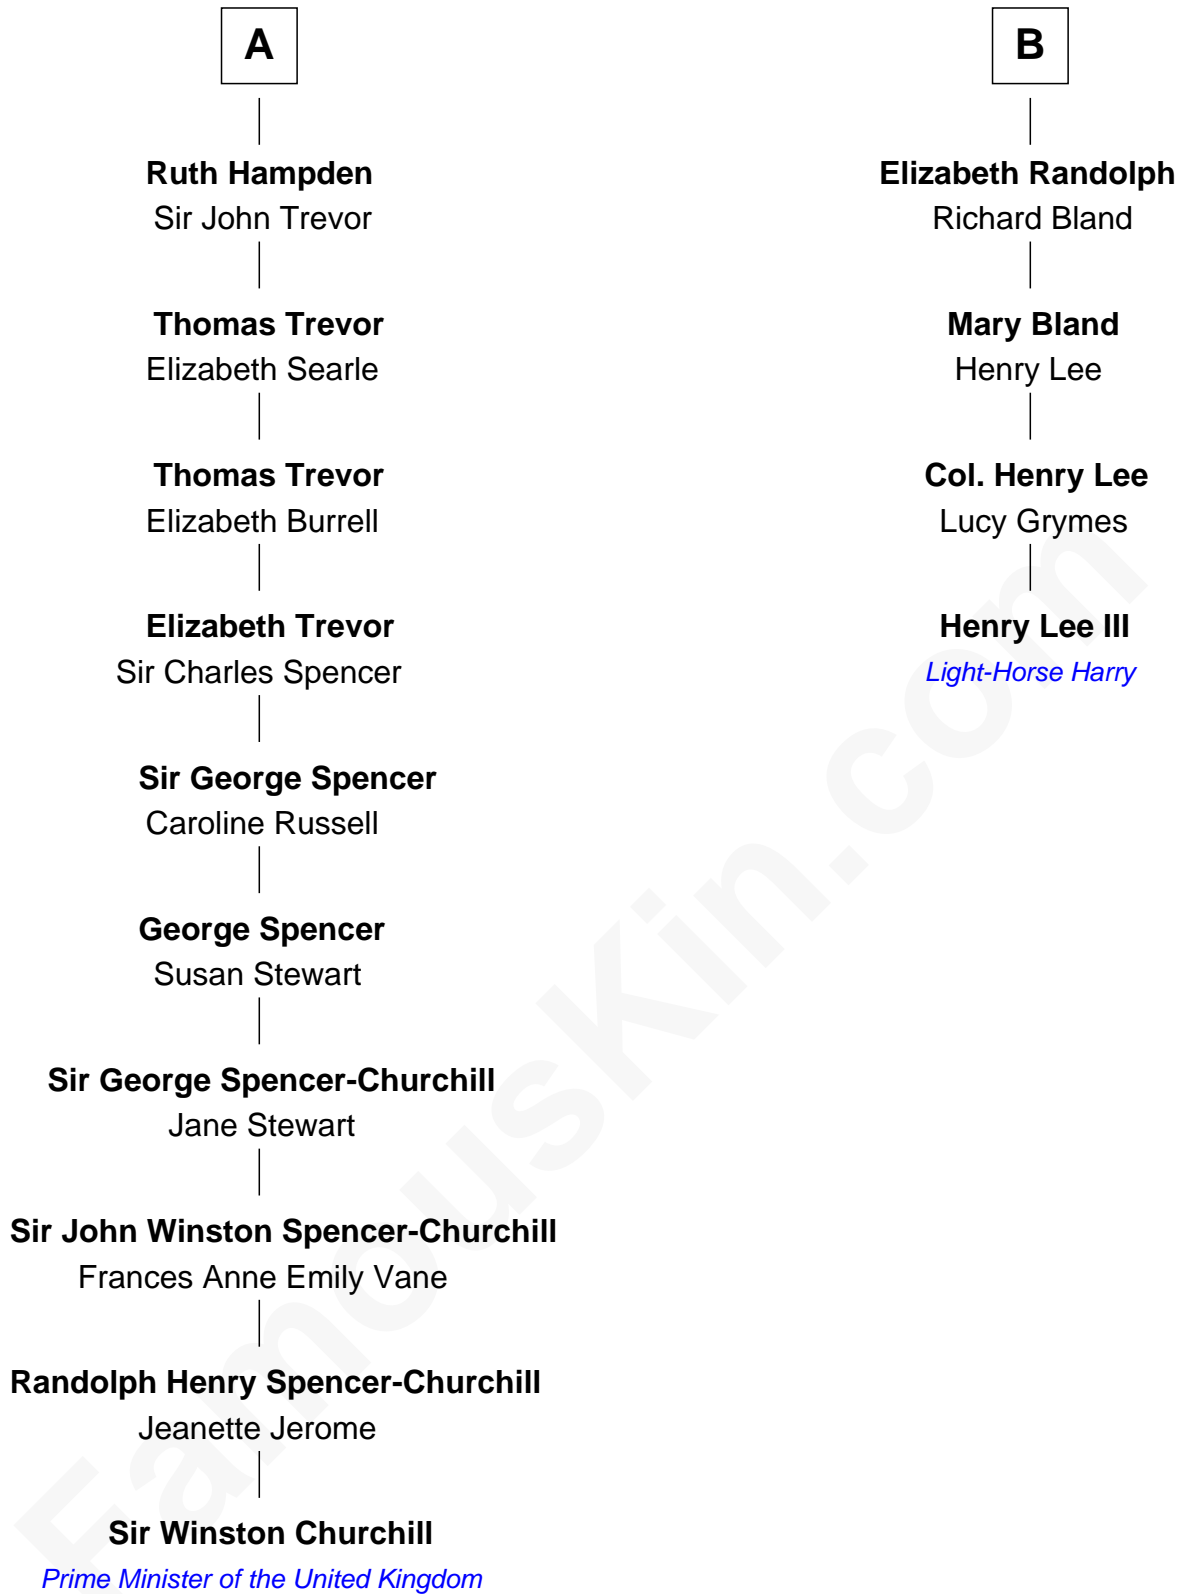 A
Ruth Hampden
Sir John Trevor
Thomas Trevor
Elizabeth Searle
Thomas Trevor
Elizabeth Burrell
Elizabeth Trevor
Sir Charles Spencer
Sir George Spencer
Caroline Russell
George Spencer
Susan Stewart
Sir George Spencer-Churchill
Jane Stewart
Sir John Winston Spencer-Churchill
Frances Anne Emily Vane
Randolph Henry Spencer-Churchill
Jeanette Jerome
Sir Winston Churchill
Prime Minister of the United Kingdom
B
Elizabeth Randolph
Richard Bland
Mary Bland
Henry Lee
Col. Henry Lee
Lucy Grymes
Henry Lee III
Light-Horse Harry
FamousKin.com